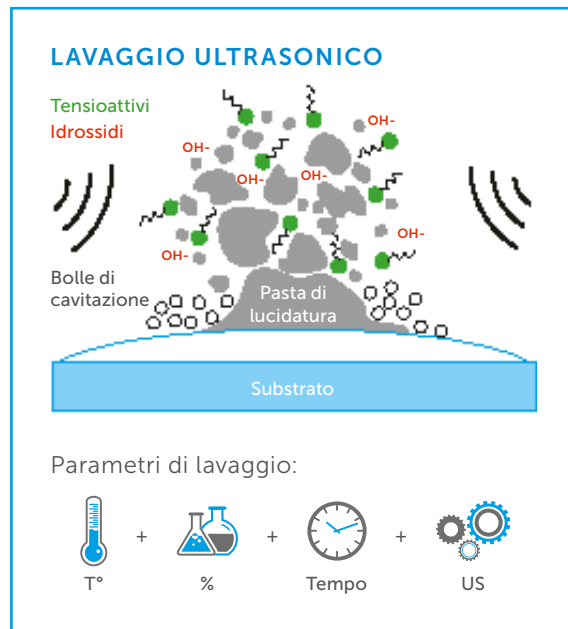 LAVAGGIO ULTRASONICO
Tensioattivi
Idrossidi
OH-
OH-
OH-
OH-
OH-
OH-
Bolle di
cavitazione
Pasta di
lucidatura
Substrato
Parametri di lavaggio:
+
+
+
T°
%
Tempo
US